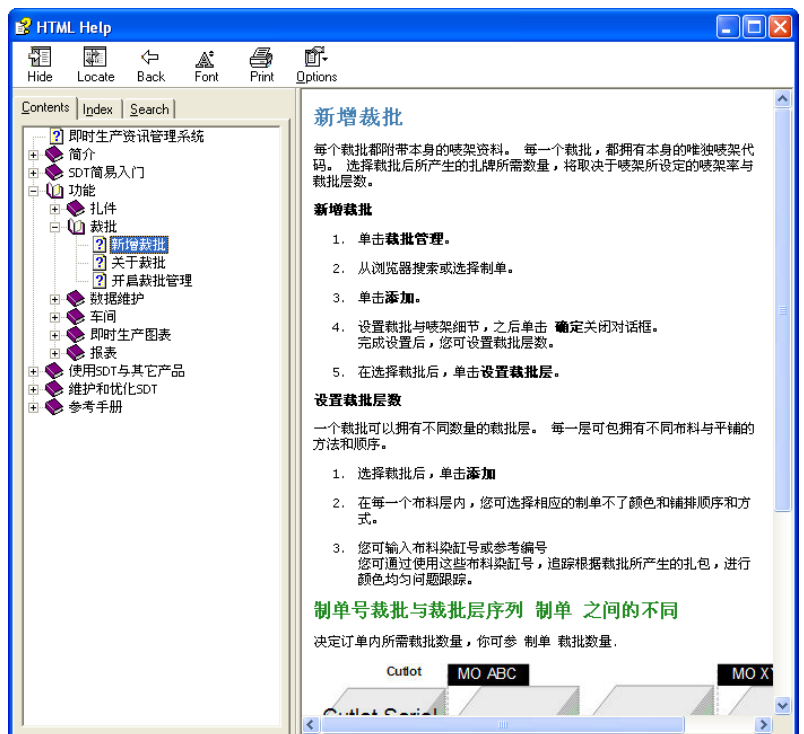 HTML Help
Hide Locate Back Font Print Options
Contents Index Search
即时生产资讯管理系统
简介
SDT简易入门
功能
扎件
裁批
新增裁批
关于裁批
开启裁批管理
数据维护
车间
即时生产图表
报表
使用SDT与其它产品
维护和忧化SDT
参考手册
新增裁批
每个裁批都附带本身的唛架资料。 每一个裁批，都拥有本身的唯独唛架代
码。 选择裁批后所产生的扎牌所需数量，将取决于唛架所设定的唛架率与
裁批层数。
新增裁批
1. 单击裁批管理。
2. 从浏览器搜索或选择制单。
3. 单击添加。
4. 设置裁批与唛架细节，之后单击 确定关闭对话框。
完成设置后，您可设置裁批层数。
5. 在选择裁批后，单击设置裁批层。
设置裁批层数
一个裁批可以拥有不同数量的裁批层。 每一层可包拥有不同布料与平铺的
方法和顺序。
1. 选择裁批后，单击添加
2. 在每一个布料层内，您可选择相应的制单不了颜色和铺排顺序和方
式。
3. 您可输入布料染缸号或参考编号
您可通过使用这些布料染缸号，追踪根据裁批所产生的扎包，进行
颜色均匀问题跟踪。
制单号裁批与裁批层序列 制单 之间的不同
决定订单内所需裁批数量，你可参 制单 裁批数量.
Cutlot MO ABC MO XY
Cutlot Serial